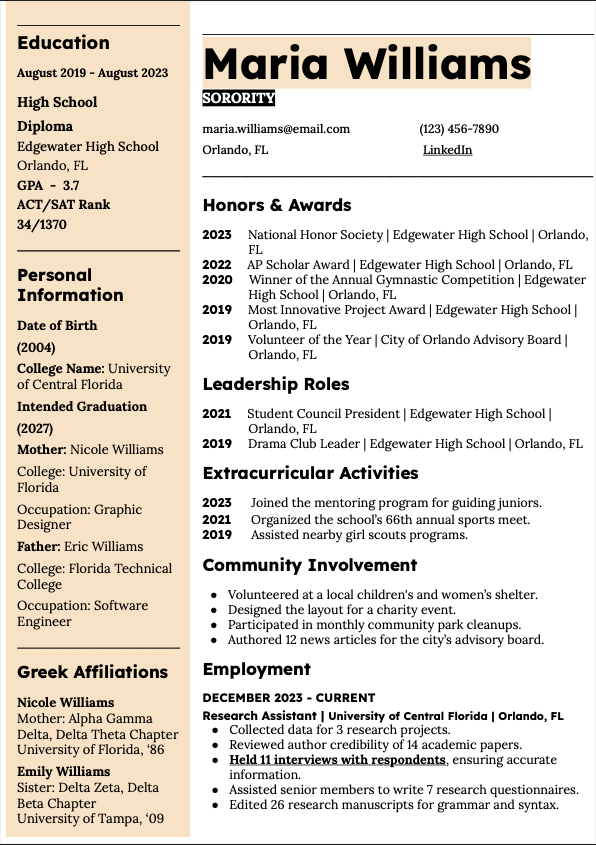 Education
August 2019 - August 2023
High School
Diploma
Edgewater High School
Orlando, FL
GPA - 3.7
ACT/SAT Rank
34/1370
Personal
Information
Date of Birth
(2004)
College Name: University
of Central Florida
Intended Graduation
(2027)
Mother: Nicole Williams
College: University of
Florida
Occupation: Graphic
Designer
Father: Eric Williams
College: Florida Technical
College
Occupation: Software
Engineer
Greek Affiliations
Nicole Williams
Mother: Alpha Gamma
Delta, Delta Theta Chapter
University of Florida, ‘86
Emily Williams
Sister: Delta Zeta, Delta
Beta Chapter
University of Tampa, ‘09
Maria Williams
SORORITY
maria.williams@email.com (123) 456-7890
Orlando, FL LinkedIn
Honors & Awards
2023 National Honor Society | Edgewater High School | Orlando,
FL
2022 AP Scholar Award | Edgewater High School | Orlando, FL
2020 Winner of the Annual Gymnastic Competition | Edgewater
High School | Orlando, FL
2019 Most Innovative Project Award | Edgewater High School |
Orlando, FL
2019 Volunteer of the Year | City of Orlando Advisory Board |
Orlando, FL
Leadership Roles
2021 Student Council President | Edgewater High School |
Orlando, FL
2019 Drama Club Leader | Edgewater High School | Orlando, FL
Extracurricular Activities
2023 Joined the mentoring program for guiding juniors.
2021 Organized the school’s 66th annual sports meet.
2019 Assisted nearby girl scouts programs.
Community Involvement
● Volunteered at a local children's and women’s shelter.
● Designed the layout for a charity event.
● Participated in monthly community park cleanups.
● Authored 12 news articles for the city’s advisory board.
Employment
DECEMBER 2023 - CURRENT
Research Assistant | University of Central Florida | Orlando, FL
● Collected data for 3 research projects.
● Reviewed author credibility of 14 academic papers.
● Held 11 interviews with respondents, ensuring accurate
information.
● Assisted senior members to write 7 research questionnaires.
● Edited 26 research manuscripts for grammar and syntax.